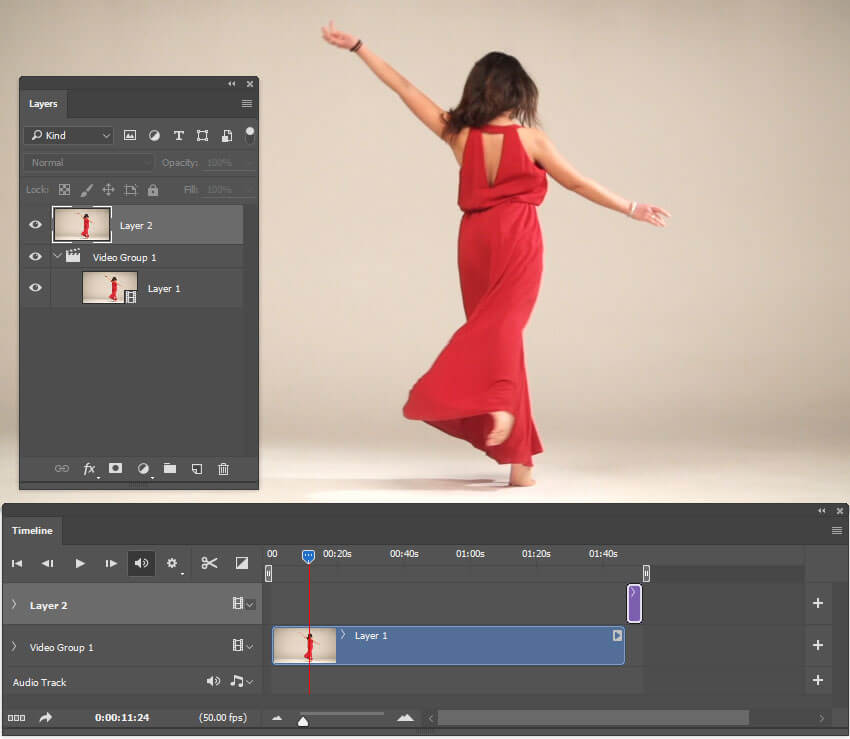 Layers
Kind
Normal
Opacity: 100%
Lock:
Fill: 100%
Layer 2
Video Group 1
Layer 1
fx
Timeline
00 00:20s 00:40s 01:00s 01:20s 01:40s
Layer 2
Video Group 1
Layer 1
Audio Track
0:00:11:24 (50.00 fps)